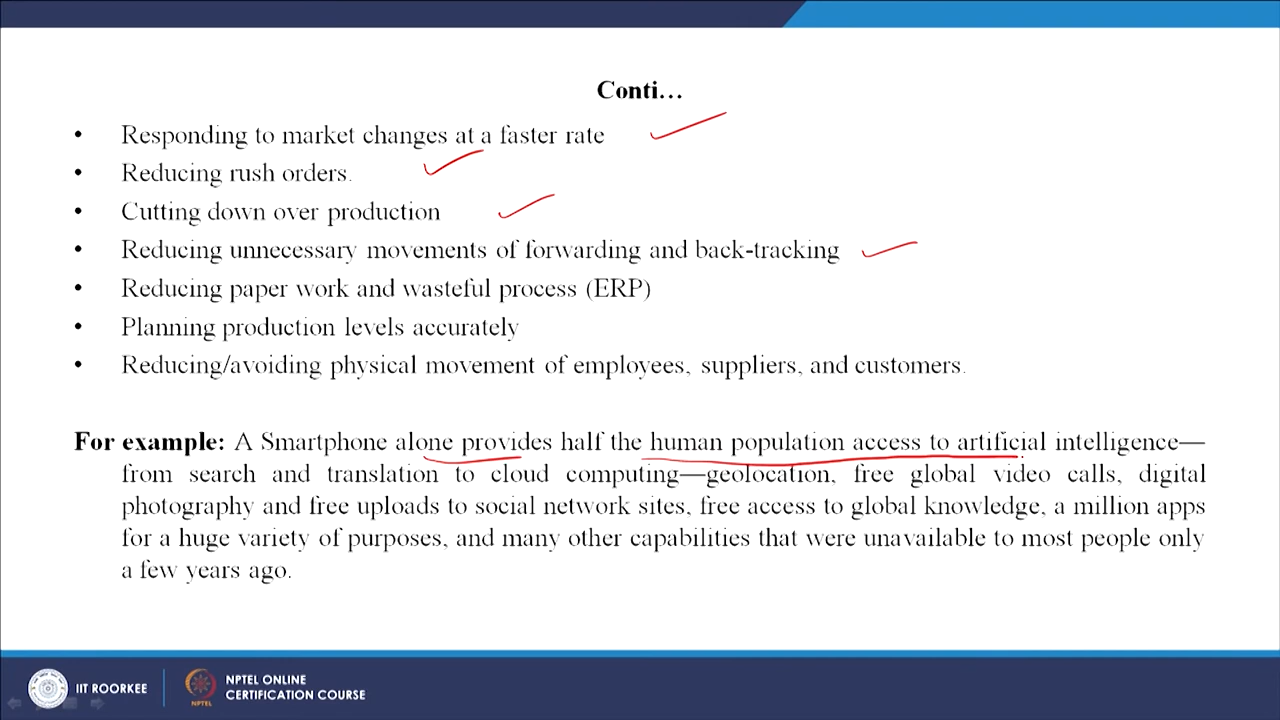 Conti...
• Responding to market changes at a faster rate
• Reducing rush orders.
• Cutting down over production
• Reducing unnecessary movements of forwarding and back-tracking
• Reducing paper work and wasteful process (ERP)
• Planning production levels accurately
• Reducing/avoiding physical movement of employees, suppliers, and customers.
For example: A Smartphone alone provides half the human population access to artificial intelligence—
from search and translation to cloud computing—geolocation, free global video calls, digital
photography and free uploads to social network sites, free access to global knowledge, a million apps
for a huge variety of purposes, and many other capabilities that were unavailable to most people only
a few years ago.
IIT ROORKEE
NPTEL
NPTEL ONLINE
CERTIFICATION COURSE